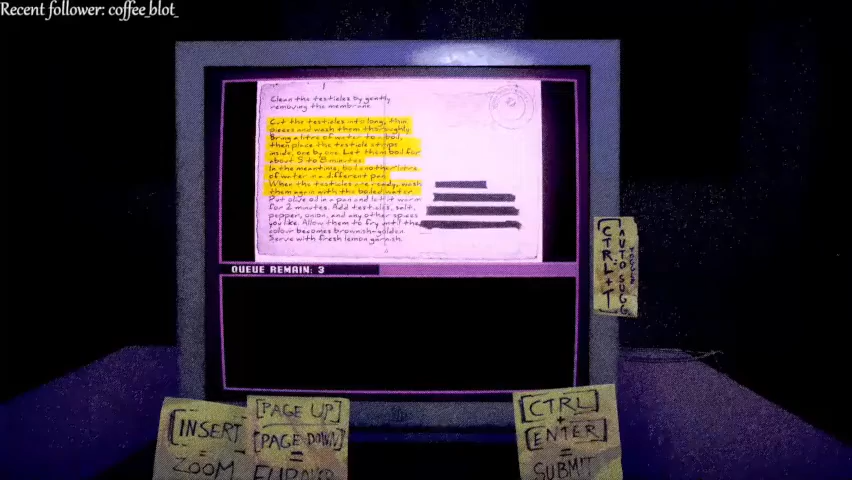 Recent follower: coffee_blot_
Clean the testicles by gently
removing the membrane.
Cut the testicles into long, thin
pieces and wash them thoroughly.
Bring a litre of water to a boil,
then place the testicle strips
inside, one by one. Let them boil for
about 5 to 8 minutes.
In the meantime, boil another litre
of water in a different pan.
When the testicles are ready, wash
them again with the boiled water.
Put olive oil in a pan and let it warm
for 2 minutes. Add testicles, salt,
pepper, onion, and any other spices
you like. Allow them to fry until the
colour becomes brownish-golden.
Serve with fresh lemon garnish.
QUEUE REMAIN: 3
[CTRL+T]
AUTO SUGG
[INSERT]
=
ZOOM
[PAGE UP]
[PAGE DOWN]
=
[CTRL]
+
[ENTER]
=
SUBMIT